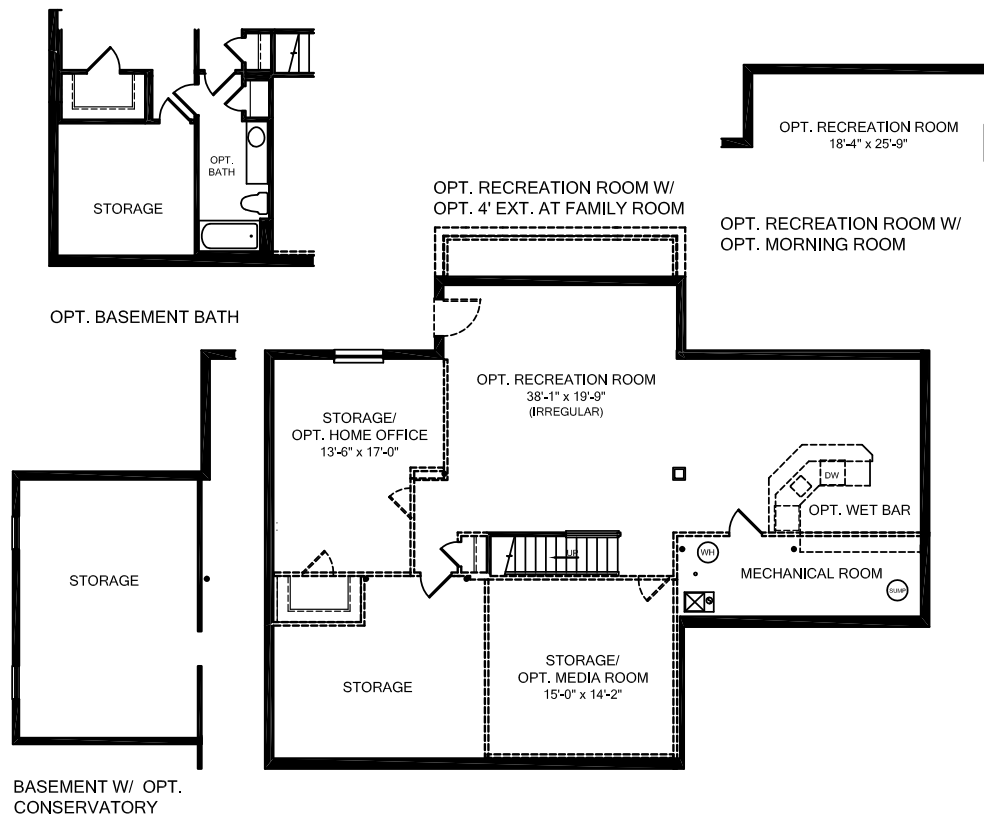 OPT.
BATH
STORAGE
OPT. BASEMENT BATH
OPT. RECREATION ROOM
18'-4" x 25'-9"
OPT. RECREATION ROOM W/
OPT. MORNING ROOM
OPT. RECREATION ROOM W/
OPT. 4' EXT. AT FAMILY ROOM
OPT. RECREATION ROOM
38'-1" x 19'-9"
(IRREGULAR)
STORAGE/
OPT. HOME OFFICE
13'-6" x 17'-0"
DW
OPT. WET BAR
UP
WH
MECHANICAL ROOM
SUMP
STORAGE
STORAGE/
OPT. MEDIA ROOM
15'-0" x 14'-2"
STORAGE
BASEMENT W/ OPT.
CONSERVATORY